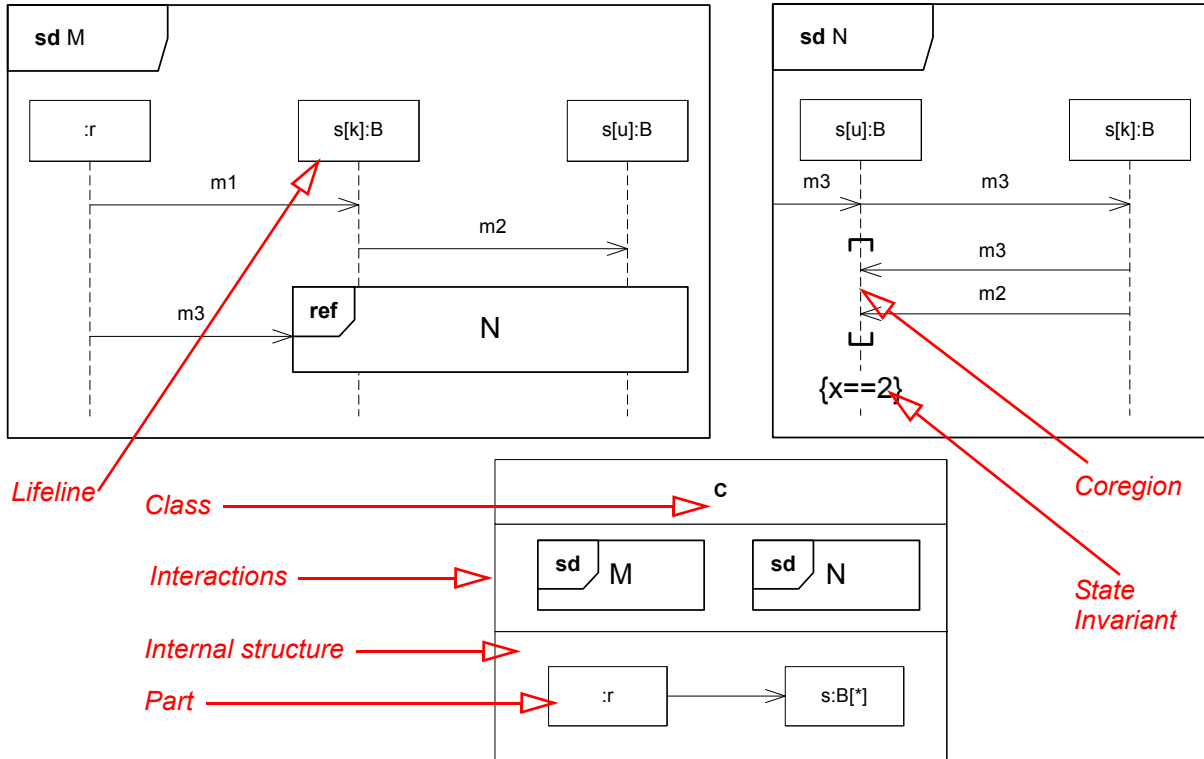 sd M
:r
s[k]:B
s[u]:B
m1
m2
m3
ref
N
sd N
s[u]:B
s[k]:B
m3
m3
m3
m2
{x==2}
Lifeline
Coregion
State
Invariant
Class
C
Interactions
sd M
sd N
Internal structure
Part
:r
s:B[*]